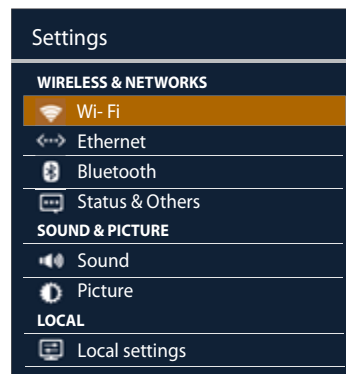 Settings
WIRELESS & NETWORKS
Wi- Fi
Ethernet
Bluetooth
Status & Others
SOUND & PICTURE
Sound
Picture
LOCAL
Local settings